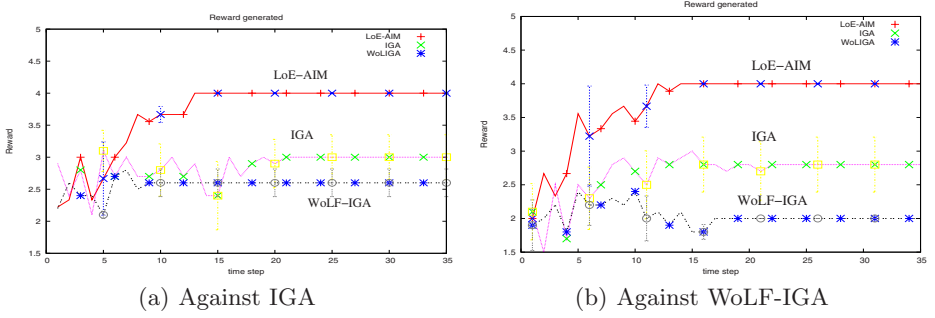 Reward generated
5
4.5
4
3.5
3
2.5
2
1.5
0
5
10
15
20
25
30
35
Reward
time step
LoE-AIM
IGA
WoLIGA
LoE-AIM
IGA
WoLF-IGA
(a) Against IGA
Reward generated
5
4.5
4
3.5
3
2.5
2
1.5
0
5
10
15
20
25
30
35
Reward
time step
LoE-AIM
IGA
WoLFIGA
LoE-AIM
IGA
WoLF-IGA
(b) Against WoLF-IGA